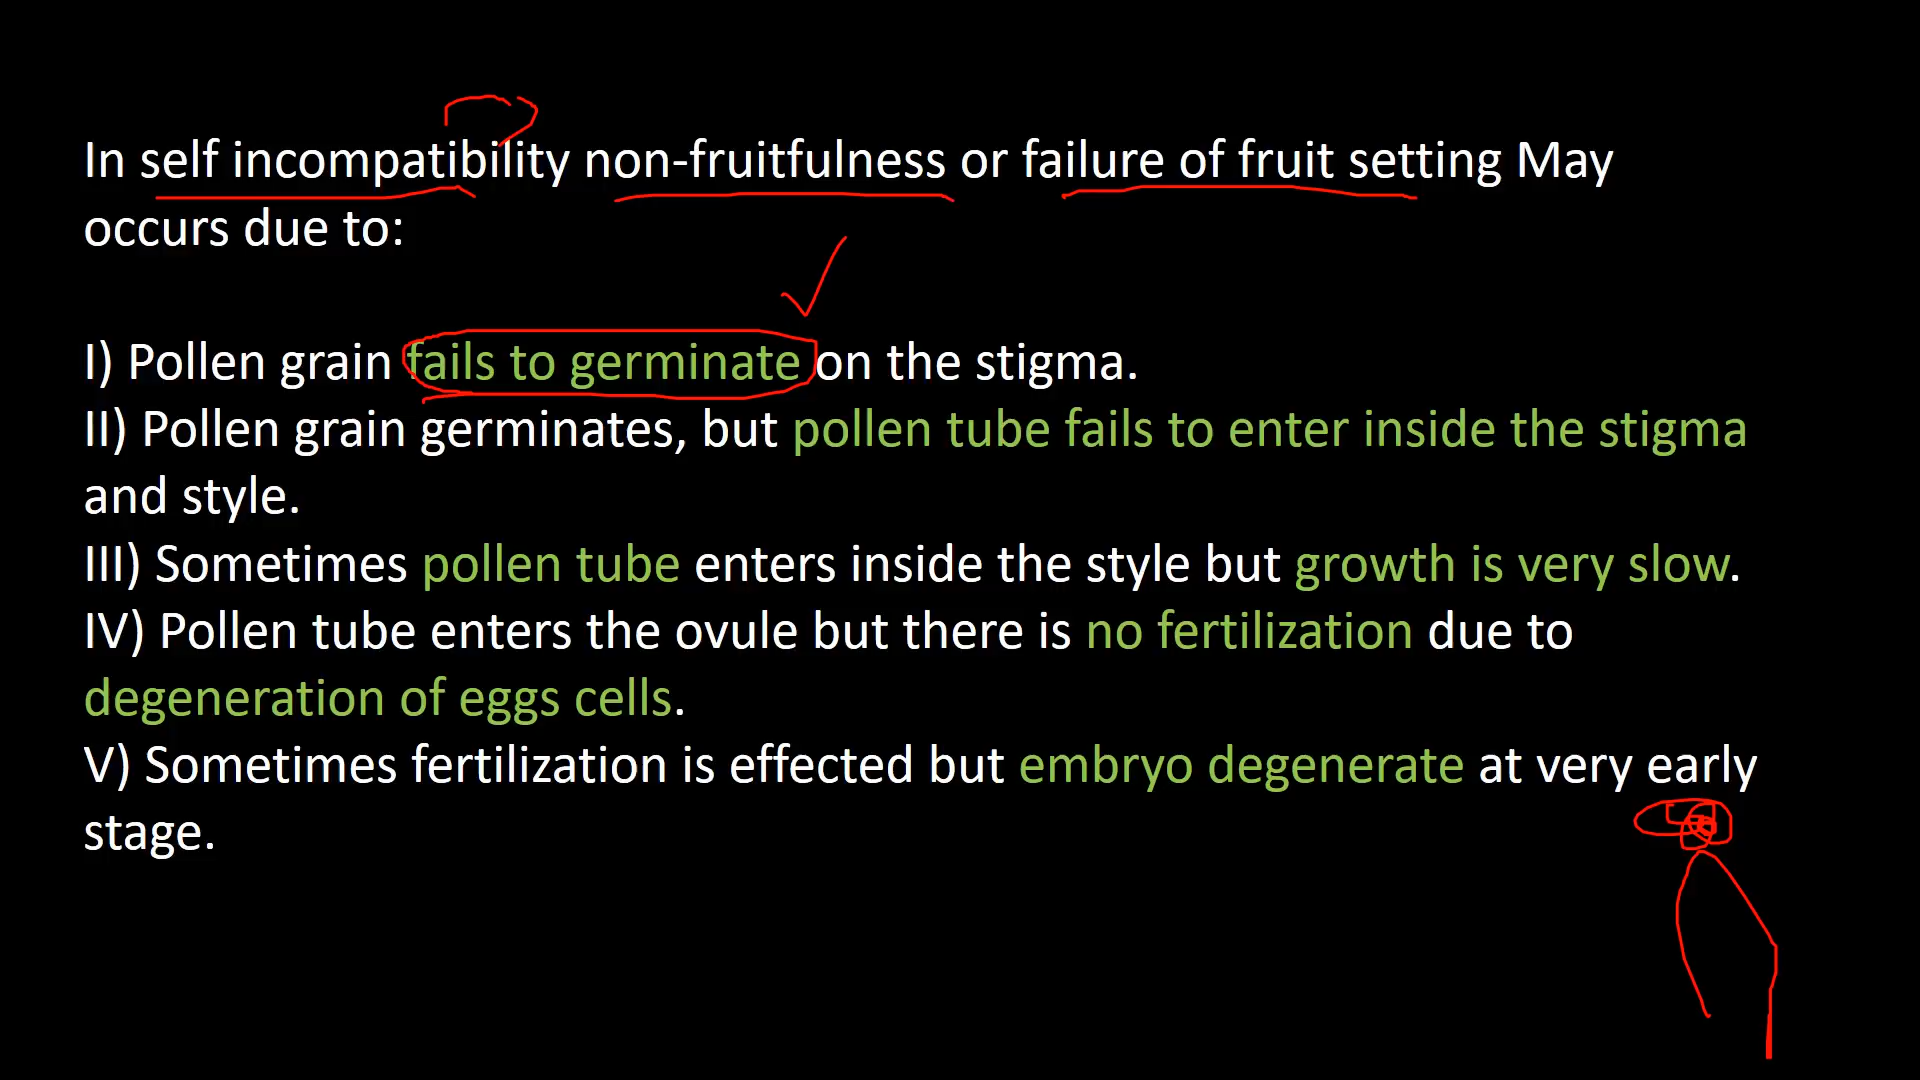 In self incompatibility non-fruitfulness or failure of fruit setting May
occurs due to:
I) Pollen grain fails to germinate on the stigma.
II) Pollen grain germinates, but pollen tube fails to enter inside the stigma
and style.
III) Sometimes pollen tube enters inside the style but growth is very slow.
IV) Pollen tube enters the ovule but there is no fertilization due to
degeneration of eggs cells.
V) Sometimes fertilization is effected but embryo degenerate at very early
stage.